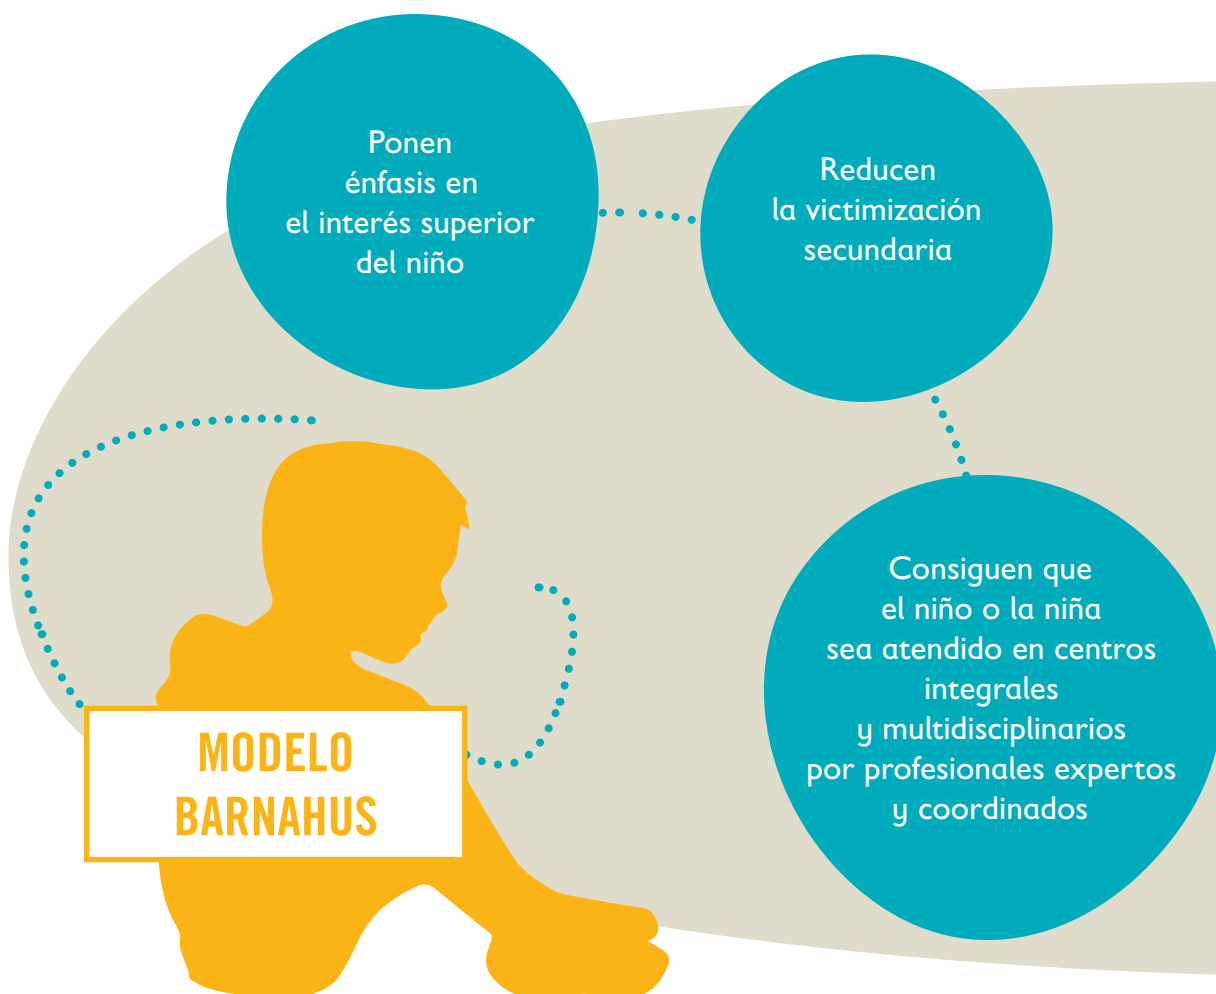 Ponen
énfasis en
el interés superior
del niño
Reducen
la victimización
secundaria
Consiguen que
el niño o la niña
sea atendido en centros
integrales
y multidisciplinarios
por profesionales expertos
y coordinados
MODELO
BARNAHUS